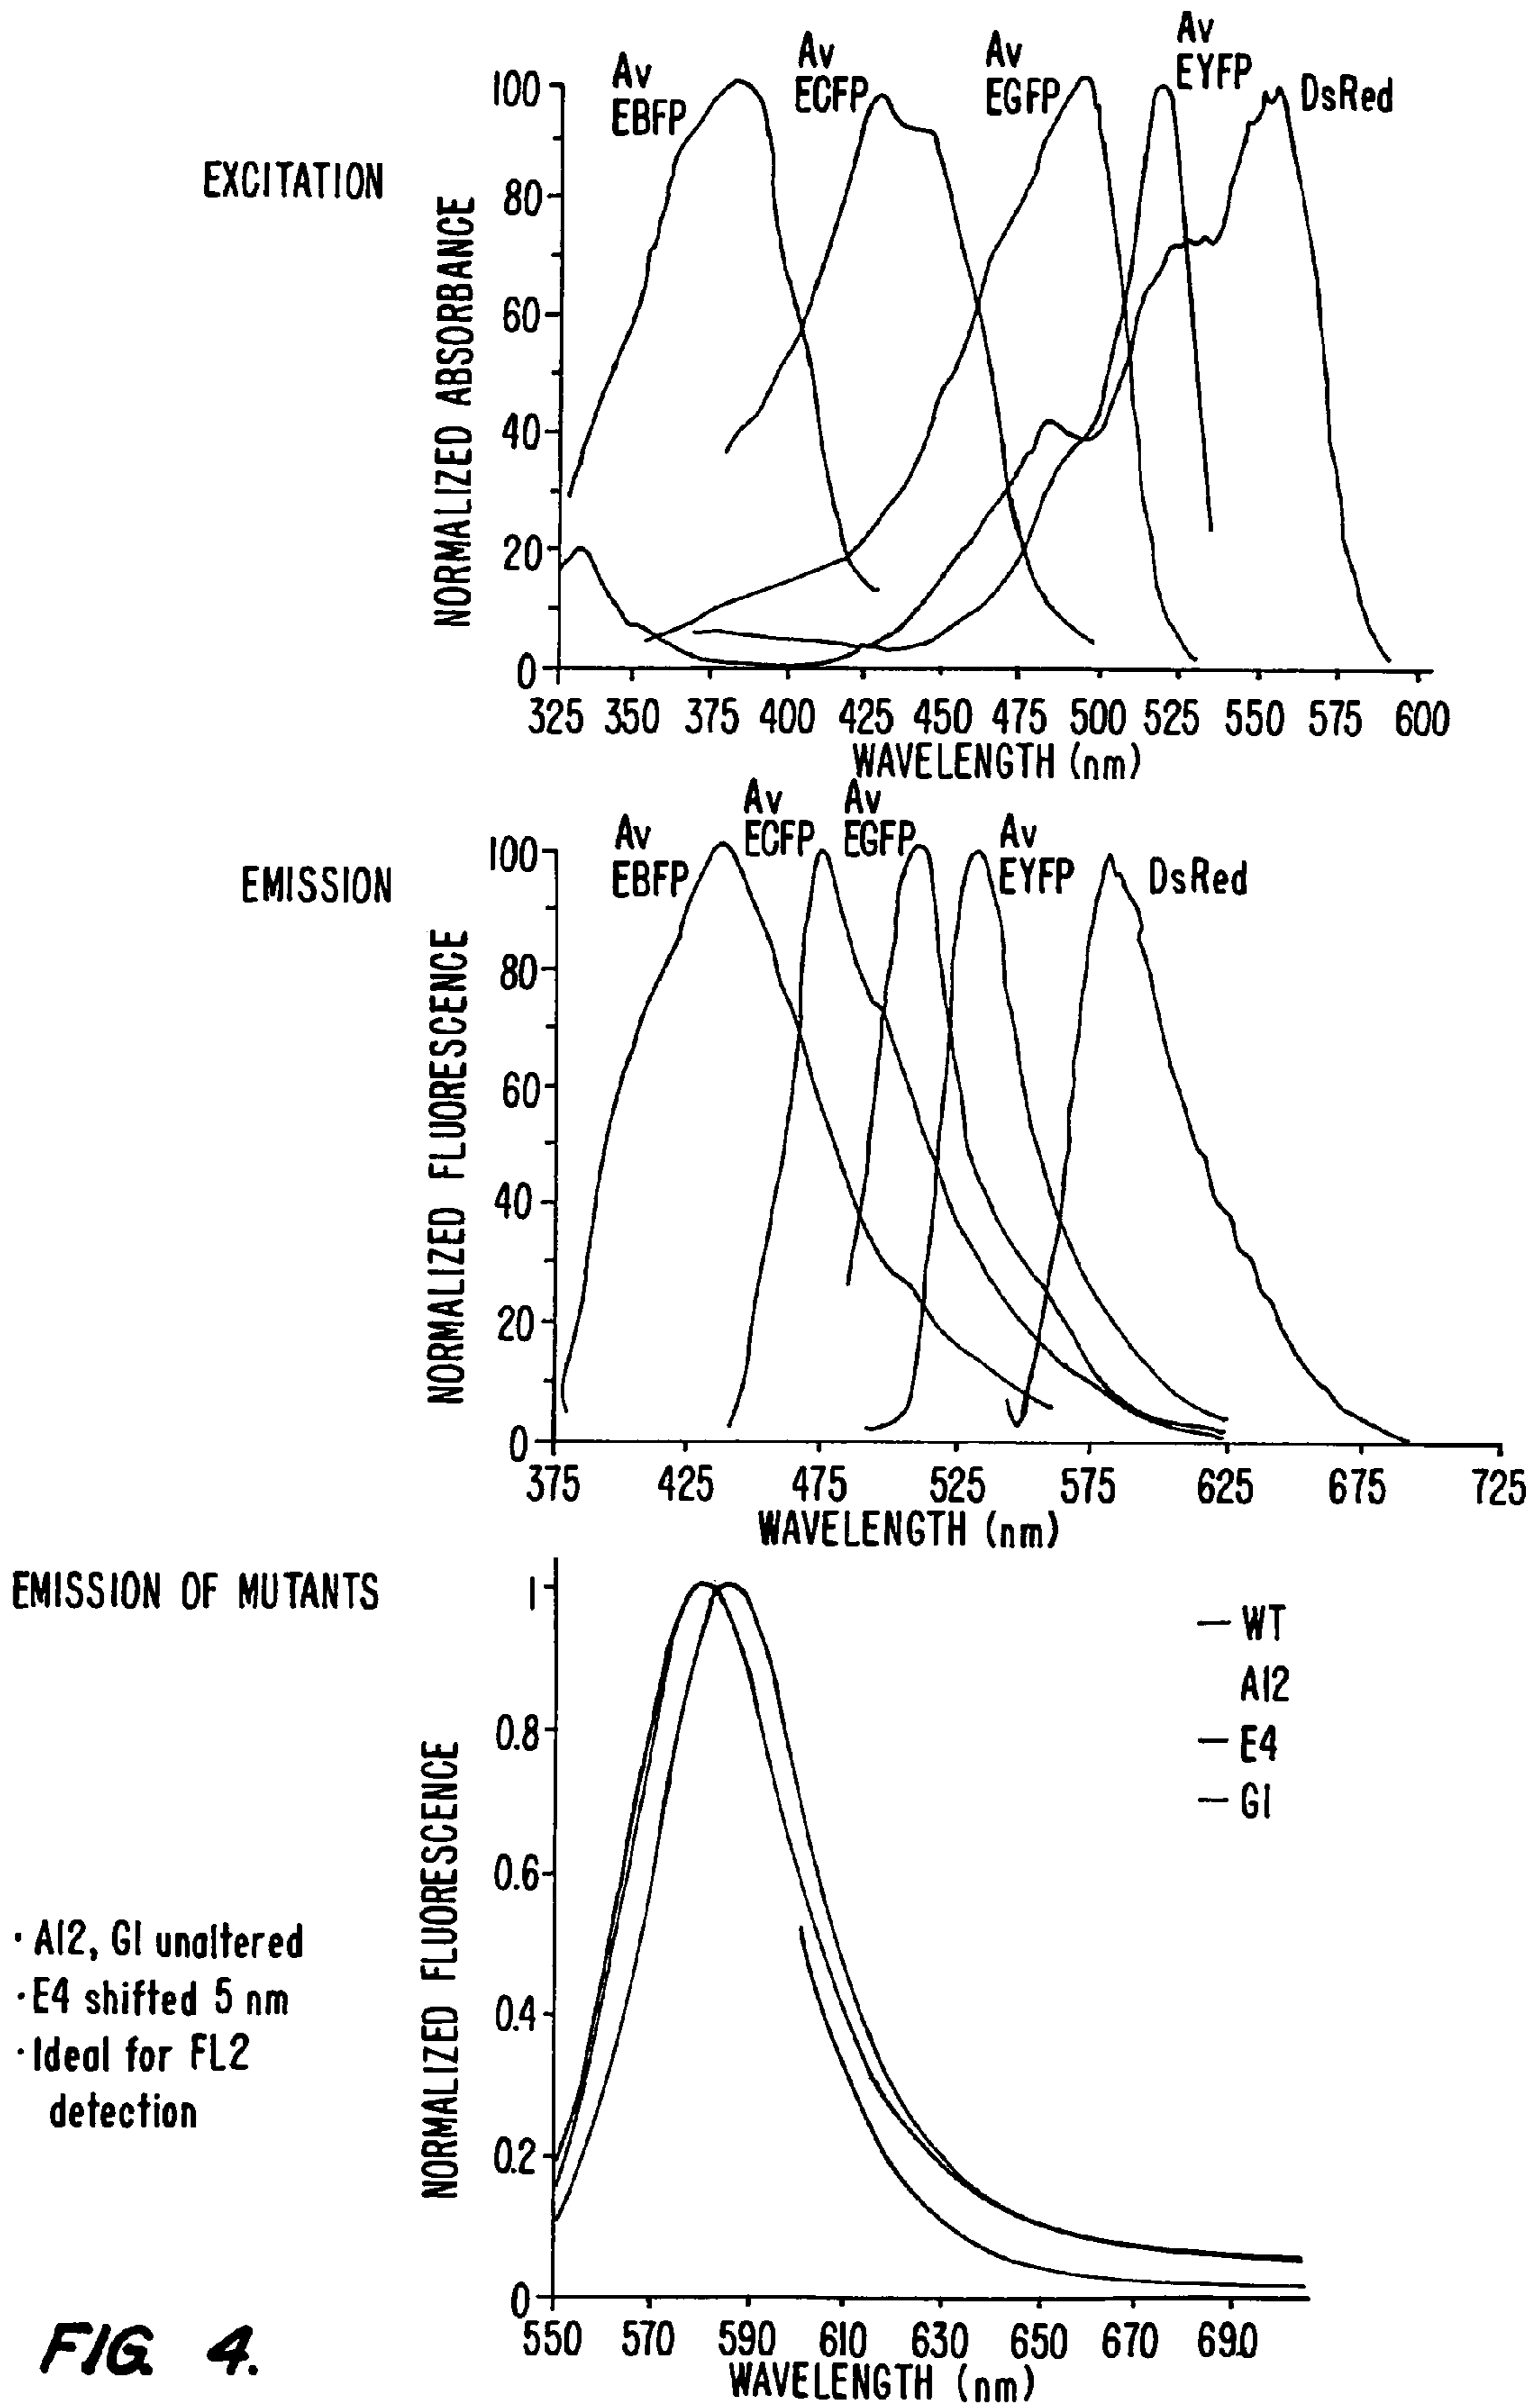 EXCITATION
NORMALIZED ABSORBANCE
100
80
60
40
20
0
Av
EBFP
Av
ECFP
Av
EGFP
Av
EYFP
DsRed
325 350 375 400 425 450 475 500 525 550 575 600
WAVELENGTH (nm)
EMISSION
NORMALIZED FLUORESCENCE
100
80
60
40
20
0
Av
EBFP
Av
ECFP
Av
EGFP
Av
EYFP
DsRed
375 425 475 525 575 625 675 725
WAVELENGTH (nm)
EMISSION OF MUTANTS
NORMALIZED FLUORESCENCE
1
0.8
0.6
0.4
0.2
0
— WT
A12
— E4
— G1
· A12, G1 unaltered
· E4 shifted 5 nm
· Ideal for FL2
detection
550 570 590 610 630 650 670 690
WAVELENGTH (nm)
FIG. 4.